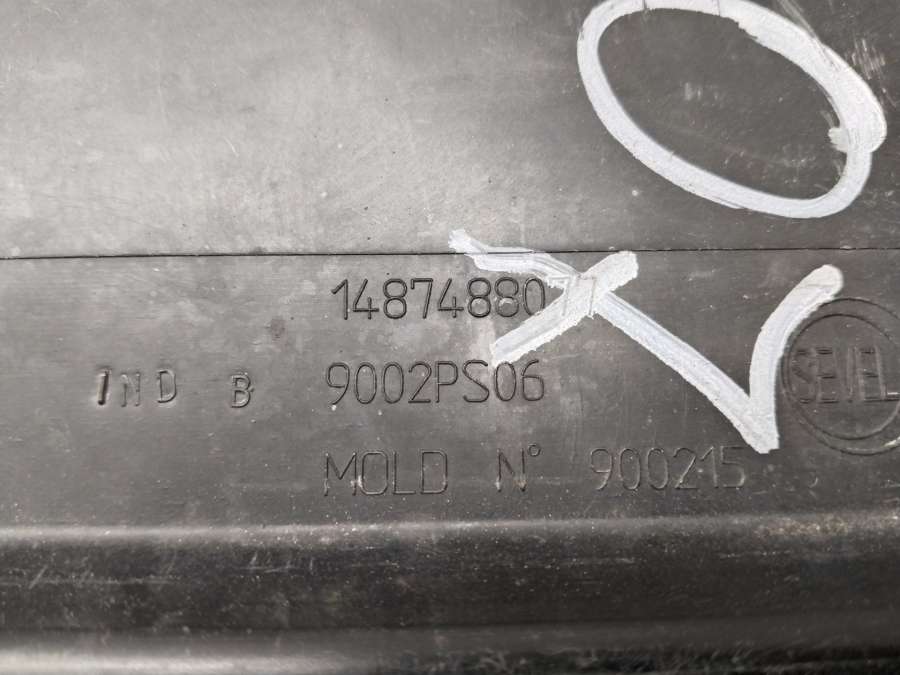 14874880
IND B 9002PS06
SEVEL
MOLD N° 900215